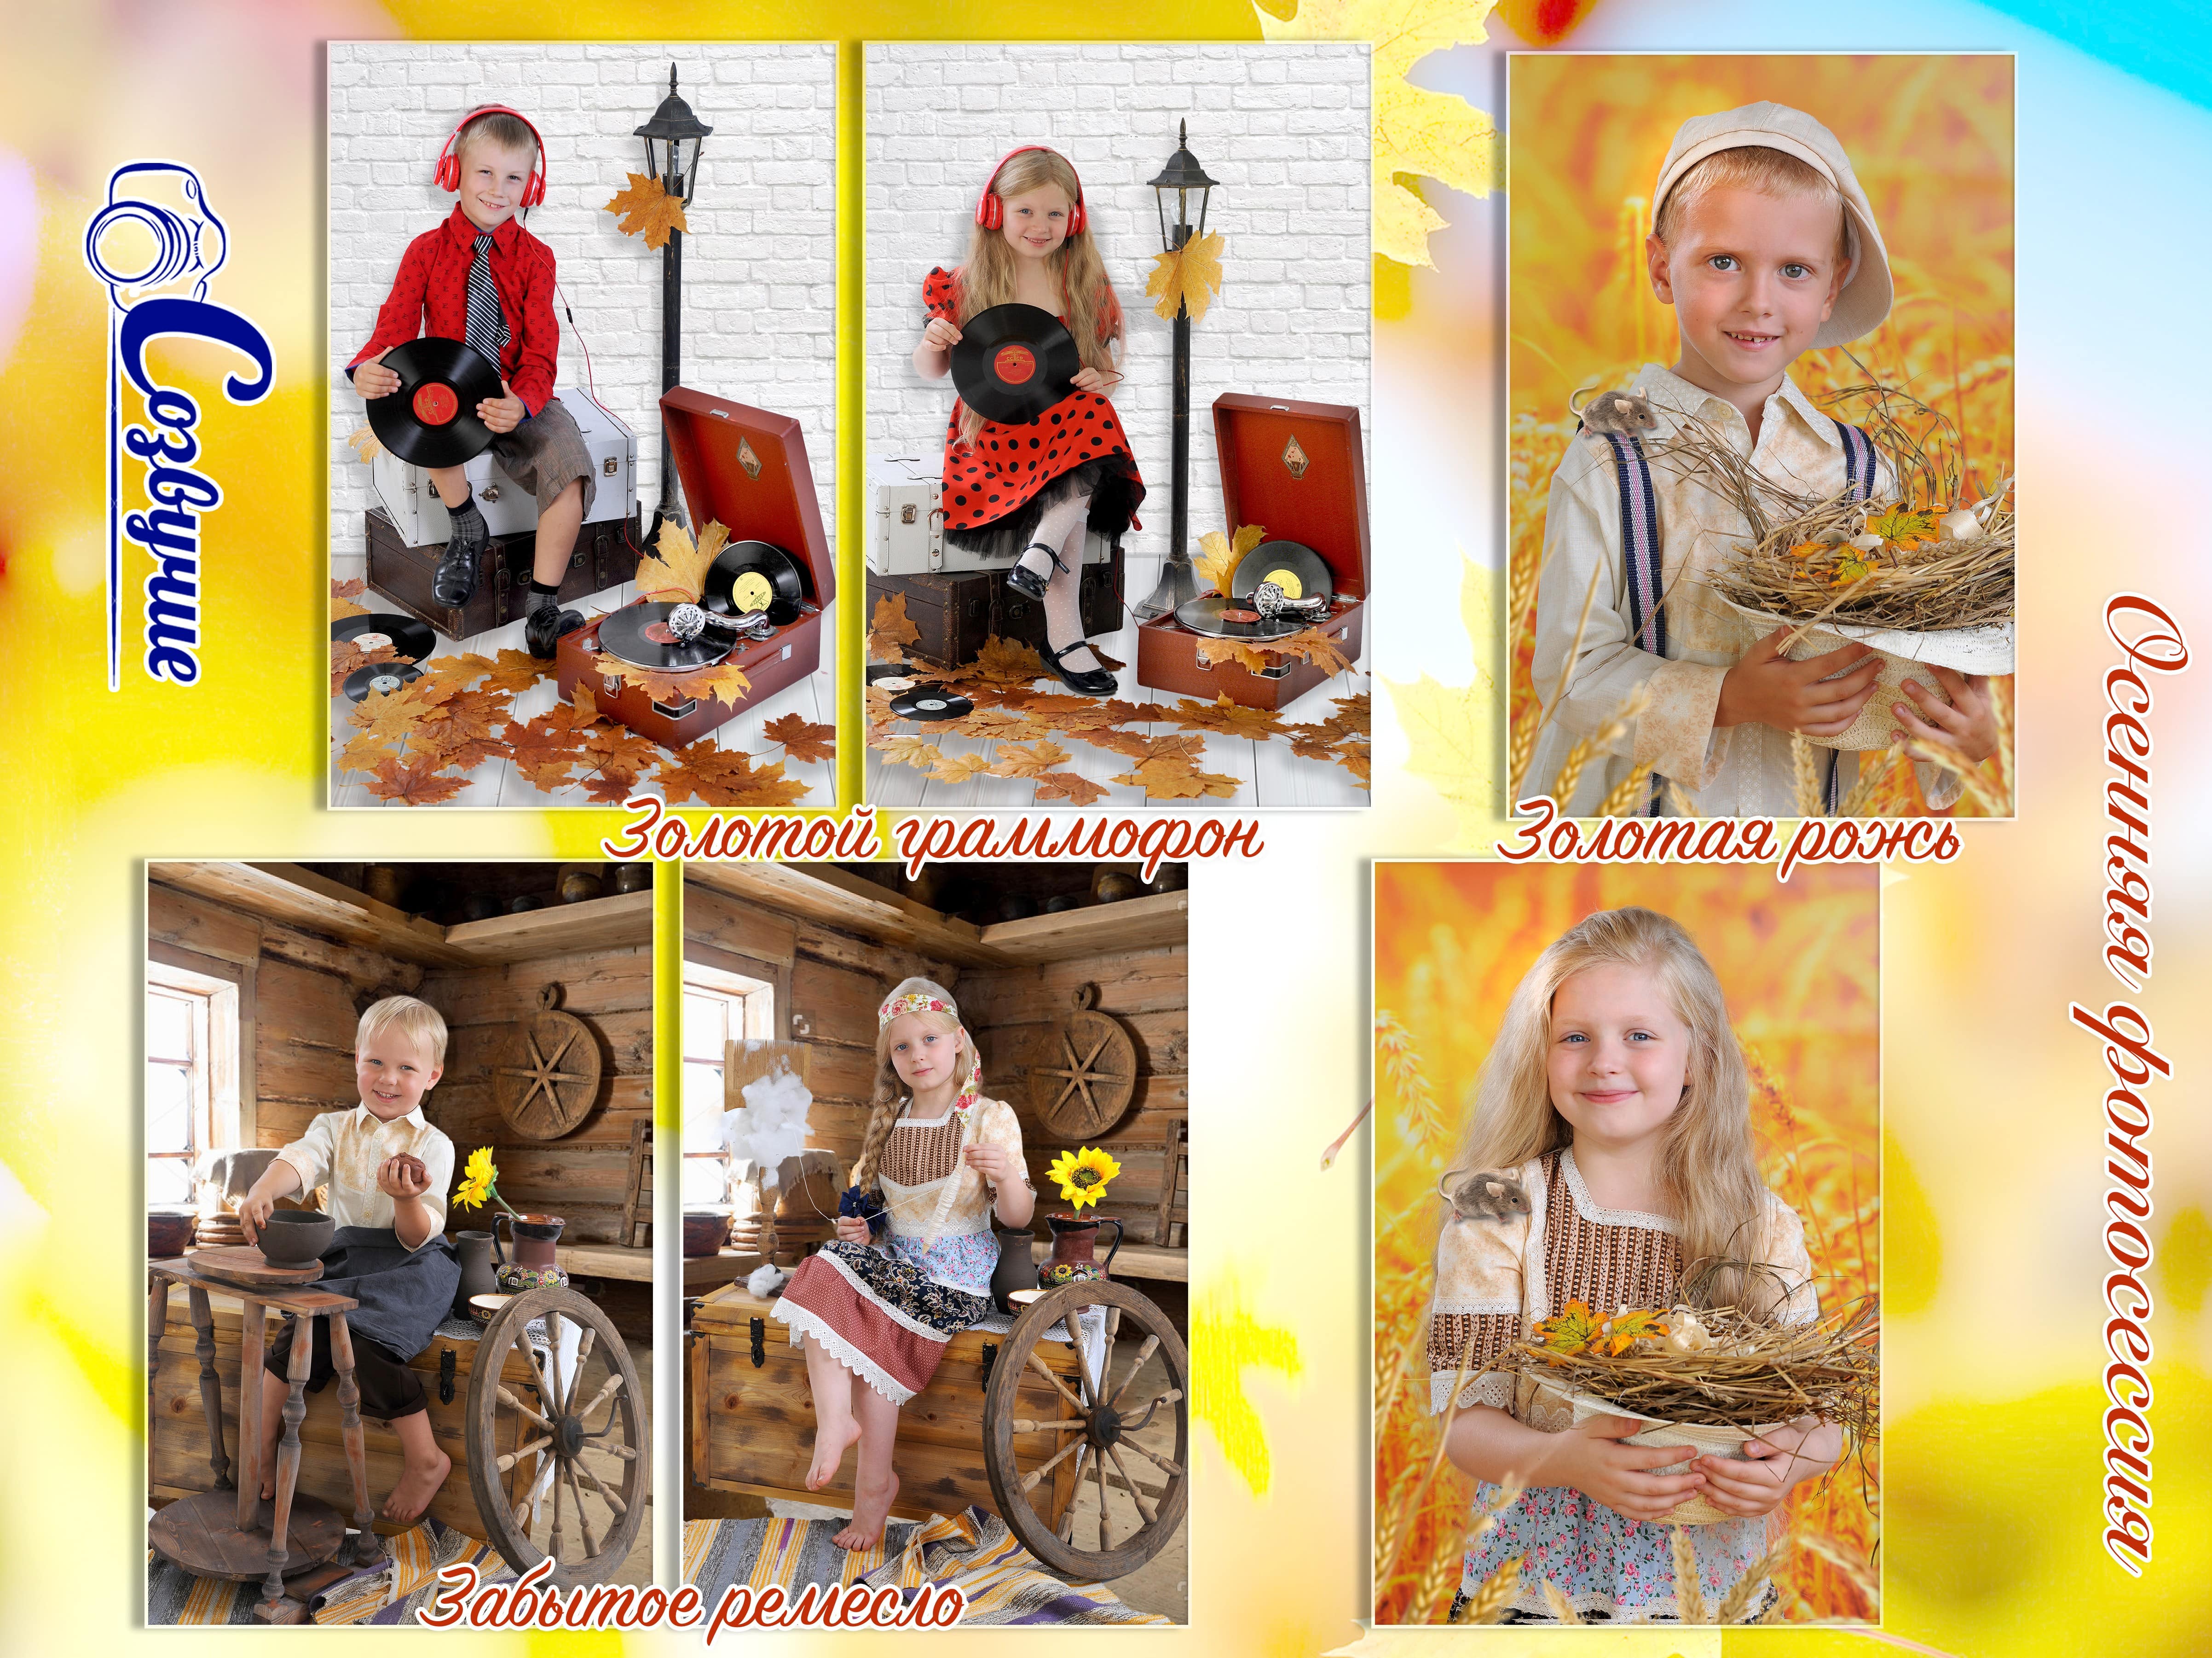 Созвучие
Золотой граммофон
Золотая рожь
Забытое ремесло
Осенняя фотосессия